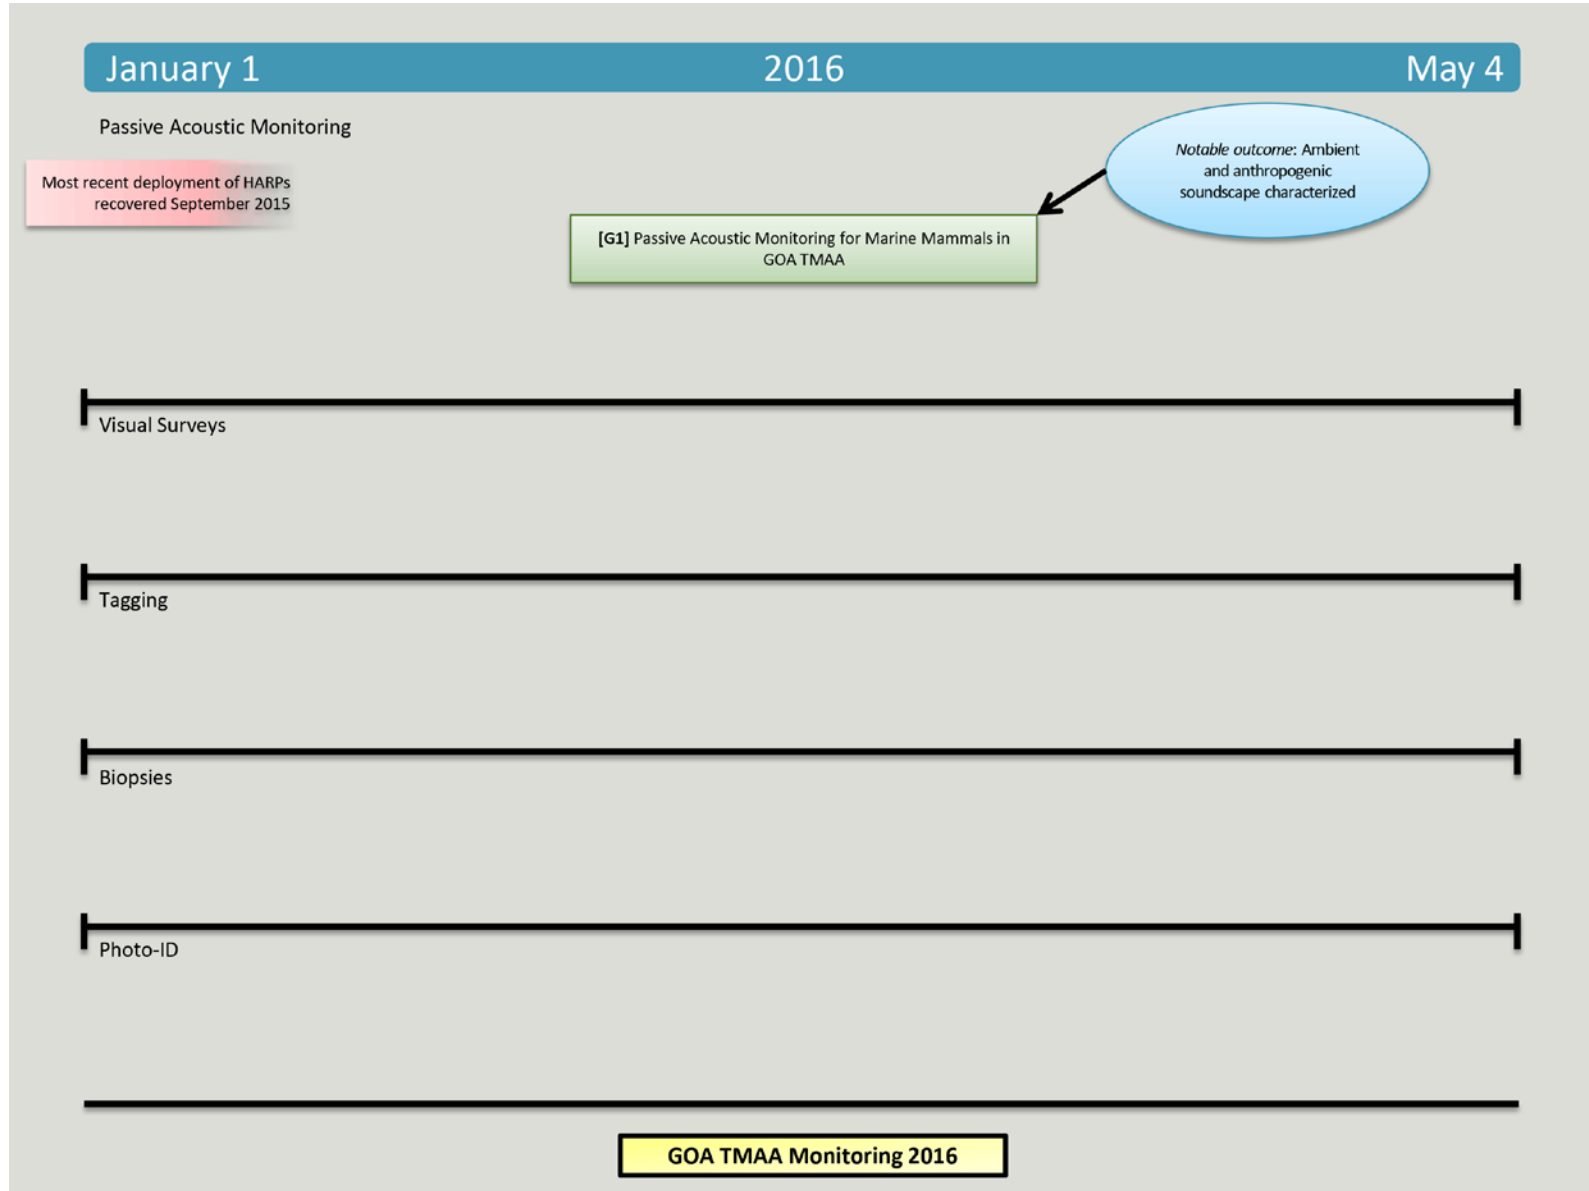 January 1 2016 May 4
Passive Acoustic Monitoring
Most recent deployment of HARPs
recovered September 2015
Notable outcome: Ambient
and anthropogenic
soundscape characterized
[G1] Passive Acoustic Monitoring for Marine Mammals in
GOA TMAA
Visual Surveys
Tagging
Biopsies
Photo-ID
GOA TMAA Monitoring 2016